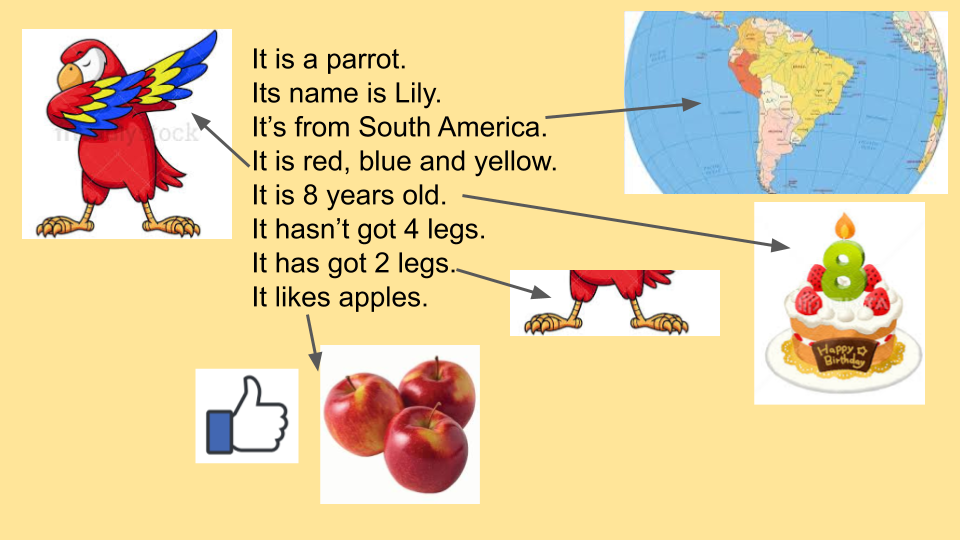 It is a parrot.
Its name is Lily.
It's from South America.
It is red, blue and yellow.
It is 8 years old.
It hasn't got 4 legs.
It has got 2 legs.
It likes apples.
8
Happy
Birthday